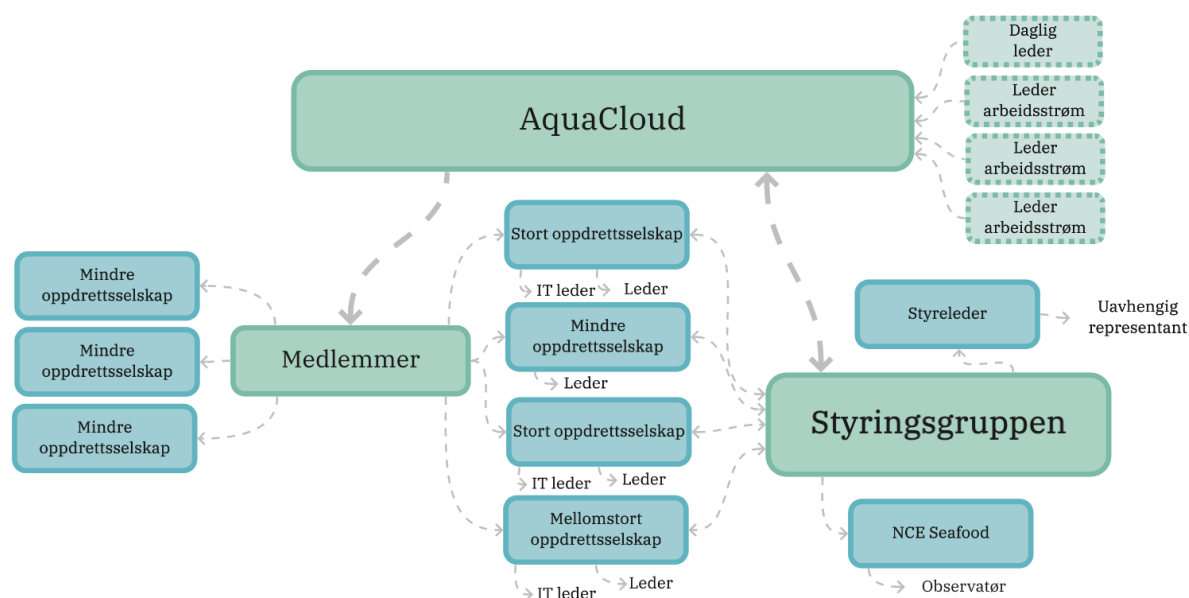 Daglig
leder
AquaCloud
Leder
arbeidsstrøm
Leder
arbeidsstrøm
Leder
arbeidsstrøm
Stort oppdrettsselskap
IT leder
Leder
Mindre
oppdrettsselskap
Mindre
oppdrettsselskap
Mindre
oppdrettsselskap
Medlemmer
Mindre
oppdrettsselskap
Leder
Stort oppdrettsselskap
IT leder
Leder
Mellomstort
oppdrettsselskap
IT leder
Leder
Styreleder
Uavhengig
representant
Styringsgruppen
NCE Seafood
Observatør